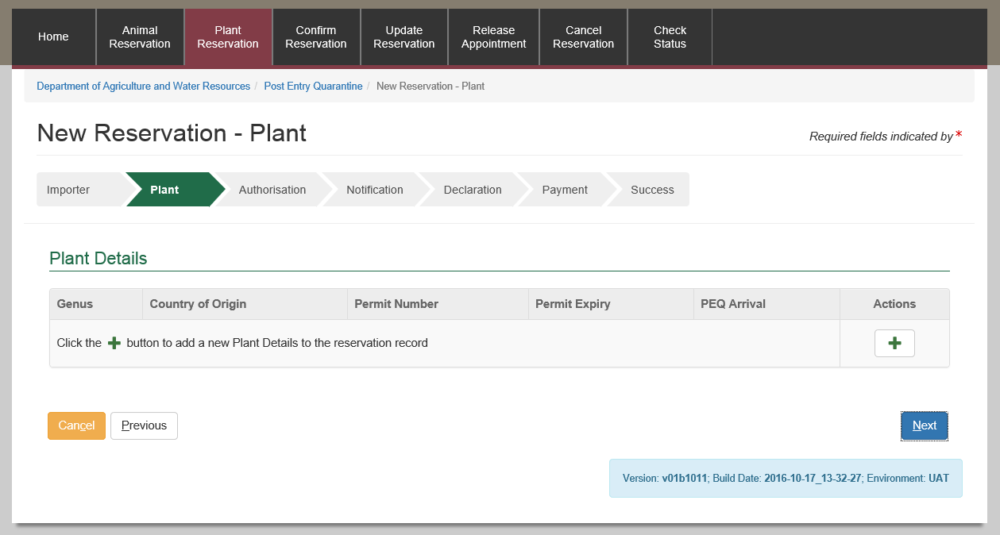 Home
Animal
Reservation
Plant
Reservation
Confirm
Reservation
Update
Reservation
Release
Appointment
Cancel
Reservation
Check
Status
Department of Agriculture and Water Resources / Post Entry Quarantine / New Reservation - Plant
New Reservation - Plant
Required fields indicated by *
Importer Plant Authorisation Notification Declaration Payment Success
Plant Details
Genus Country of Origin Permit Number Permit Expiry PEQ Arrival Actions
Click the + button to add a new Plant Details to the reservation record +
Cancel Previous Next
Version: v01b1011; Build Date: 2016-10-17_13-32-27; Environment: UAT